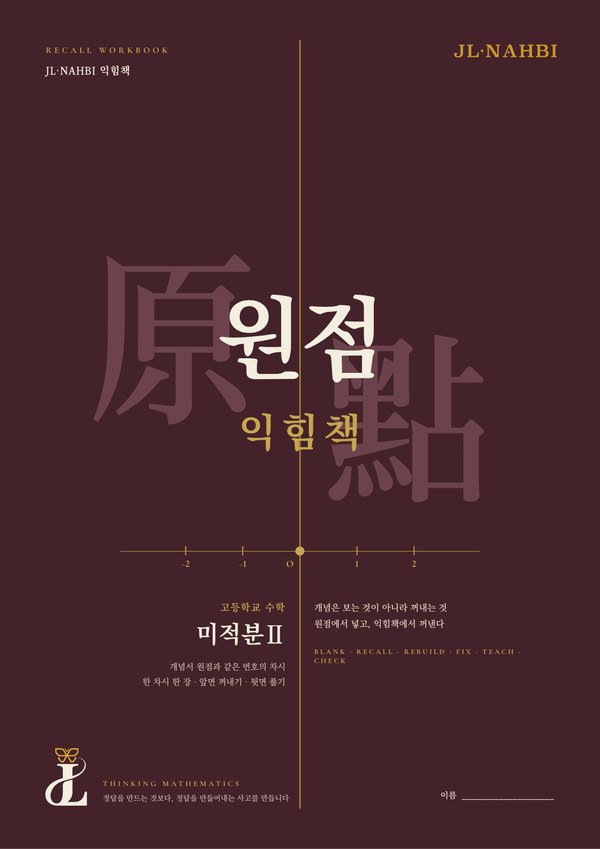 RECALL WORKBOOK
JL·NAHBI 익힘책
JL·NAHBI
原點
원점
익힘책
-2 -1 O 1 2
고등학교 수학
미적분Ⅱ
개념서 원점과 같은 번호의 차시
한 차시 한 장 · 앞면 꺼내기 · 뒷면 풀기
개념은 보는 것이 아니라 꺼내는 것
원점에서 넣고, 익힘책에서 꺼낸다
BLANK · RECALL · REBUILD · FIX · TEACH ·
CHECK
JL
THINKING MATHEMATICS
정답을 만드는 것보다, 정답을 만들어내는 사고를 만듭니다
이름 ____________________